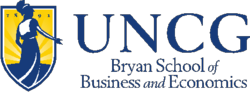 UNCG
Bryan School of
Business and Economics